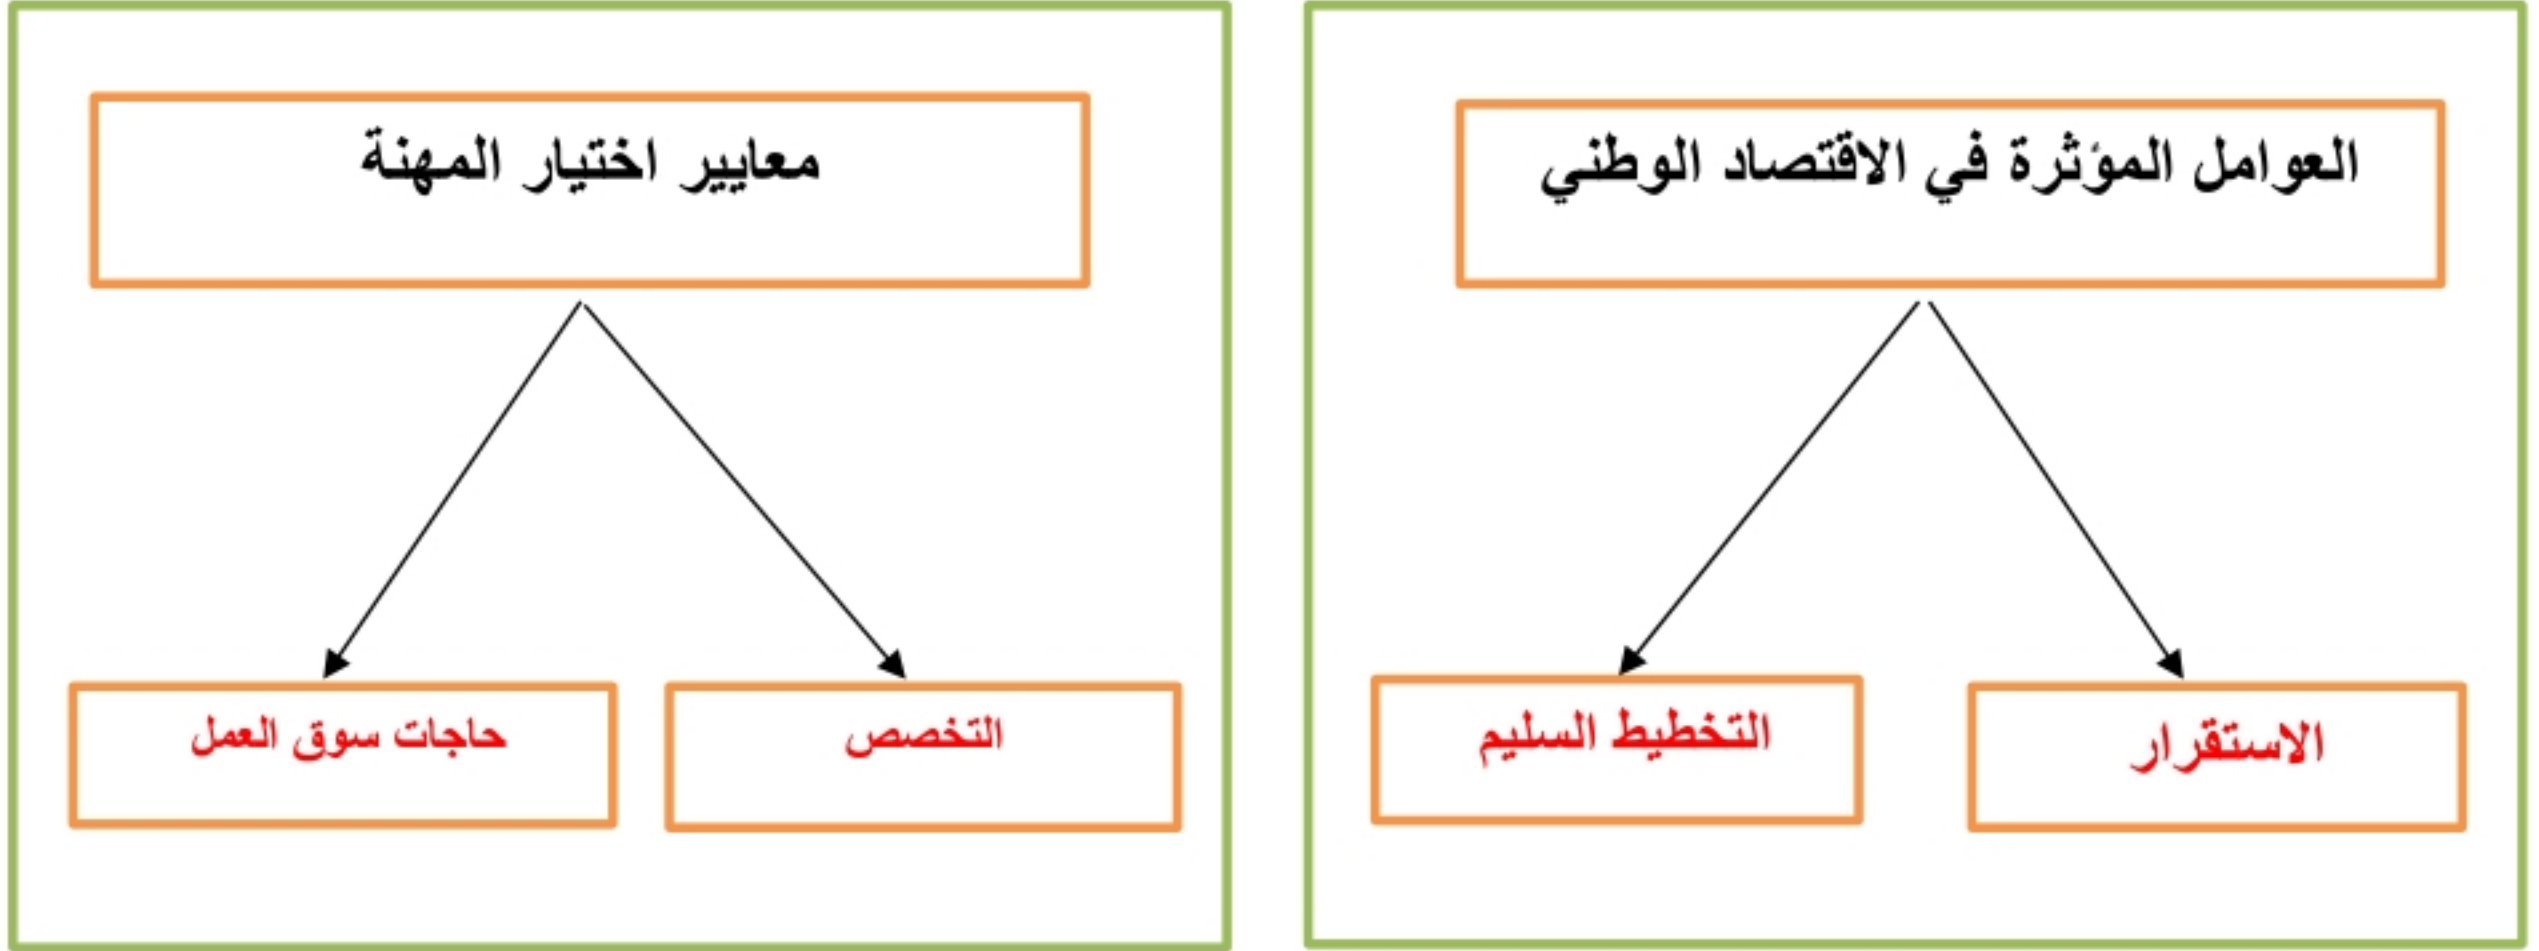 العوامل المؤثرة في الاقتصاد الوطني
الاستقرار
التخطيط السليم
معايير اختيار المهنة
التخصص
حاجات سوق العمل